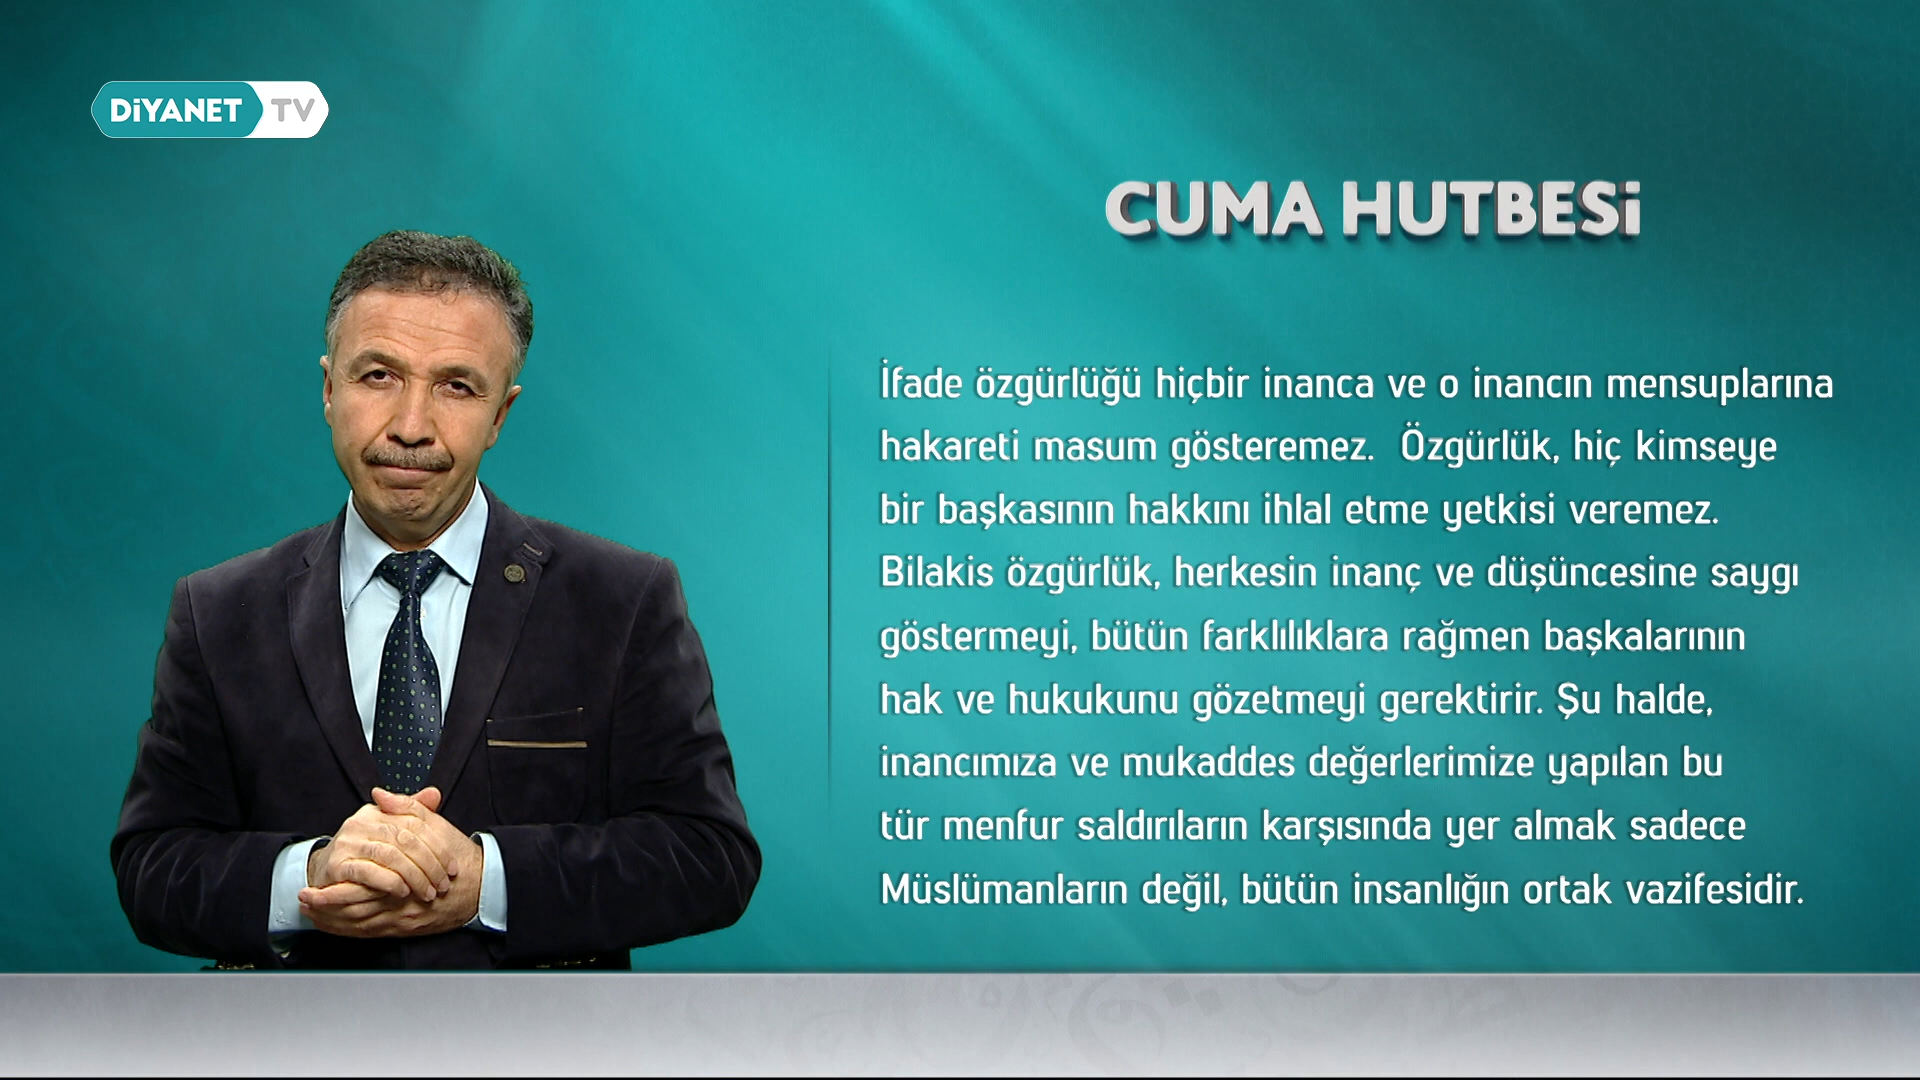 DiYANET TV
CUMA HUTBESi
İfade özgürlüğü hiçbir inanca ve o inancın mensuplarına
hakareti masum gösteremez.  Özgürlük, hiç kimseye
bir başkasının hakkını ihlal etme yetkisi veremez.
Bilakis özgürlük, herkesin inanç ve düşüncesine saygı
göstermeyi, bütün farklılıklara rağmen başkalarının
hak ve hukukunu gözetmeyi gerektirir. Şu halde,
inancımıza ve mukaddes değerlerimize yapılan bu
tür menfur saldırıların karşısında yer almak sadece
Müslümanların değil, bütün insanlığın ortak vazifesidir.